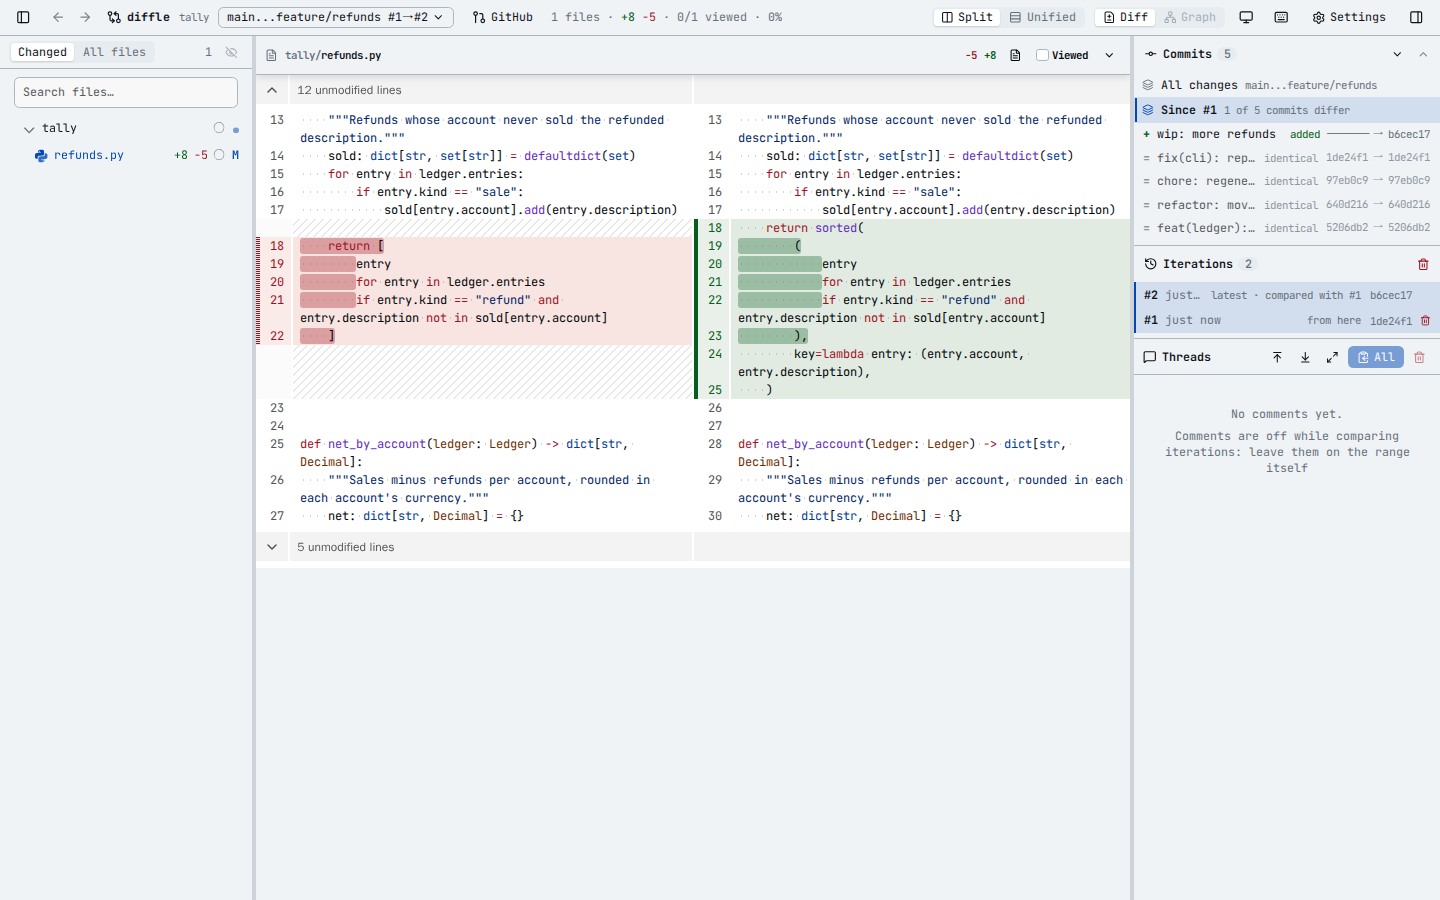 diffle tally main...feature/refunds #1→#2 GitHub 1 files · +8 -5 · 0/1 viewed · 0% Split Unified Diff Graph Settings
Changed All files 1
Search files…
tally
refunds.py +8 -5 M
tally/refunds.py -5 +8 Viewed
12 unmodified lines
13 """Refunds whose account never sold the refunded
description."""
14 sold: dict[str, set[str]] = defaultdict(set)
15 for entry in ledger.entries:
16 if entry.kind == "sale":
17 sold[entry.account].add(entry.description)
18 return [
19 entry
20 for entry in ledger.entries
21 if entry.kind == "refund" and
entry.description not in sold[entry.account]
22 ]
23
24
25 def net_by_account(ledger: Ledger) -> dict[str,
Decimal]:
26 """Sales minus refunds per account, rounded in
each account's currency."""
27 net: dict[str, Decimal] = {}
5 unmodified lines
13 """Refunds whose account never sold the refunded
description."""
14 sold: dict[str, set[str]] = defaultdict(set)
15 for entry in ledger.entries:
16 if entry.kind == "sale":
17 sold[entry.account].add(entry.description)
18 return sorted(
19 (
20 entry
21 for entry in ledger.entries
22 if entry.kind == "refund" and
entry.description not in sold[entry.account]
23 ),
24 key=lambda entry: (entry.account,
entry.description),
25 )
26
27
28 def net_by_account(ledger: Ledger) -> dict[str,
Decimal]:
29 """Sales minus refunds per account, rounded in each
account's currency."""
30 net: dict[str, Decimal] = {}
Commits 5
All changes main...feature/refunds
Since #1 1 of 5 commits differ
+ wip: more refunds added → b6cec17
= fix(cli): rep… identical 1de24f1 → 1de24f1
= chore: regene… identical 97eb0c9 → 97eb0c9
= refactor: mov… identical 640d216 → 640d216
= feat(ledger):… identical 5206db2 → 5206db2
Iterations 2
#2 just… latest · compared with #1 b6cec17
#1 just now from here 1de24f1
Threads All
No comments yet.
Comments are off while comparing
iterations: leave them on the range
itself